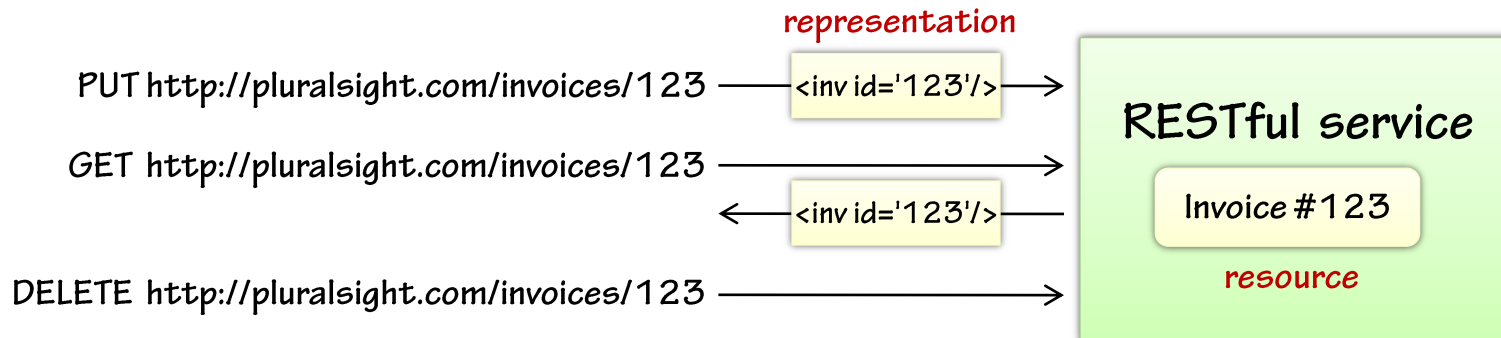 representation
PUT http://pluralsight.com/invoices/123
<inv id='123'/>
GET http://pluralsight.com/invoices/123
<inv id='123'/>
DELETE http://pluralsight.com/invoices/123
RESTful service
Invoice #123
resource